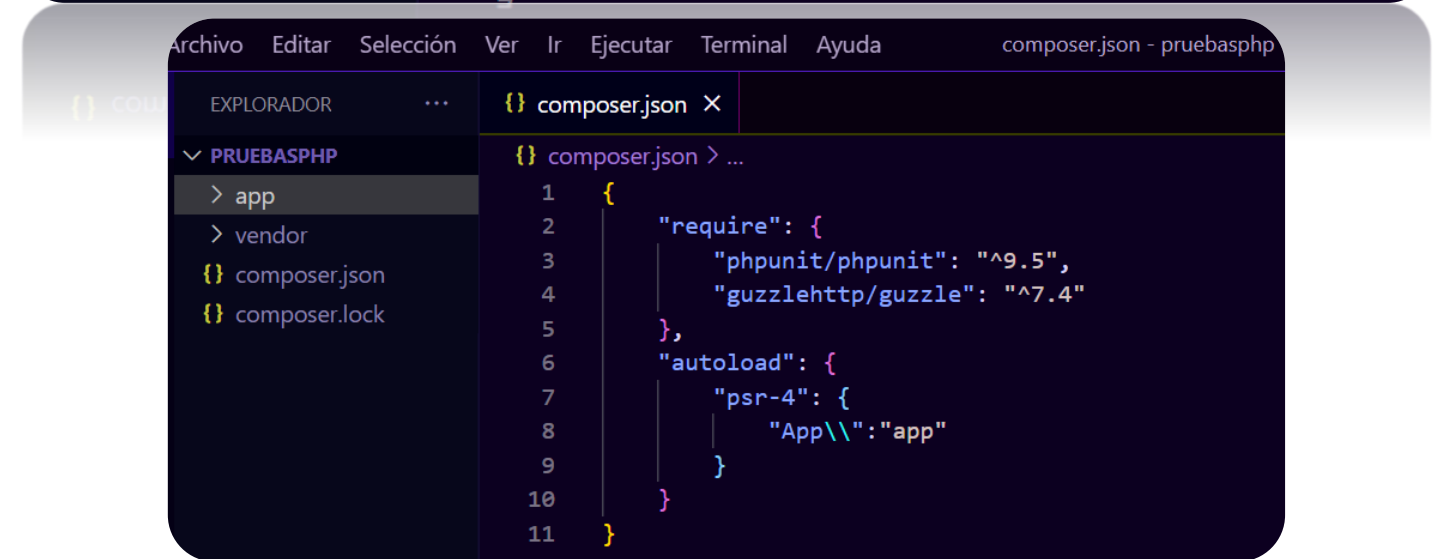 Archivo Editar Selección Ver Ir Ejecutar Terminal Ayuda composer.json - pruebasphp
EXPLORADOR ···
{} composer.json ×
PRUEBASPHP
app
vendor
{} composer.json
{} composer.lock
{} composer.json > ...
1 {
2 "require": {
3 "phpunit/phpunit": "^9.5",
4 "guzzlehttp/guzzle": "^7.4"
5 },
6 "autoload": {
7 "psr-4": {
8 "App\\":"app"
9 }
10 }
11 }